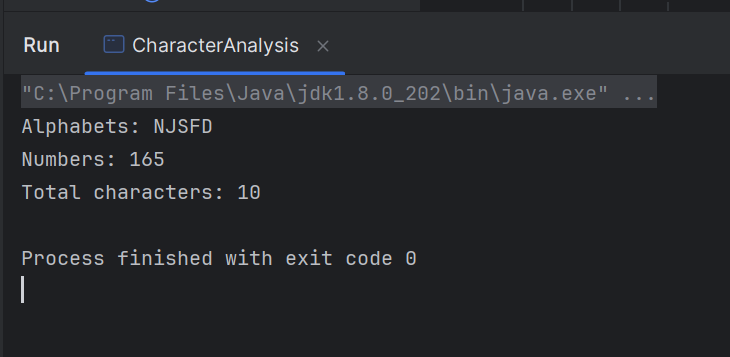 Run CharacterAnalysis
"C:\Program Files\Java\jdk1.8.0_202\bin\java.exe" ...
Alphabets: NJSFD
Numbers: 165
Total characters: 10
Process finished with exit code 0